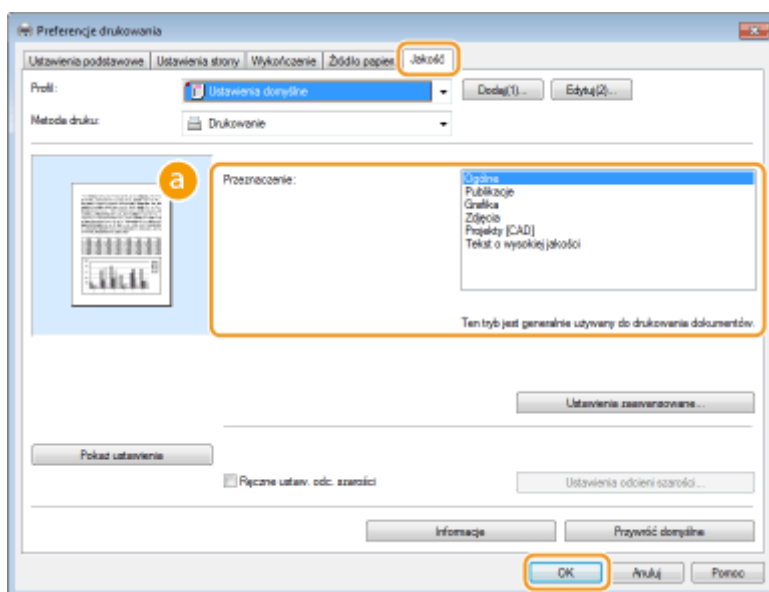 Preferencje drukowania
Ustawienia podstawowe Ustawienia strony Wykończenie Źródło papieru Jakość
Profil: Ustawienia domyślne Dodaj(1)... Edytuj(2)...
Metoda druku: Drukowanie
a
Przeznaczenie: Ogólne
Publikacje
Grafika
Zdjęcia
Projekty [CAD]
Tekst o wysokiej jakości
Ten tryb jest generalnie używany do drukowania dokumentów.
Ustawienia zaawansowane...
Pokaż ustawienia
Ręczne ustaw. odc. szarości Ustawienia odcieni szarości...
Informacje Przywróć domyślne
OK Anuluj Pomoc